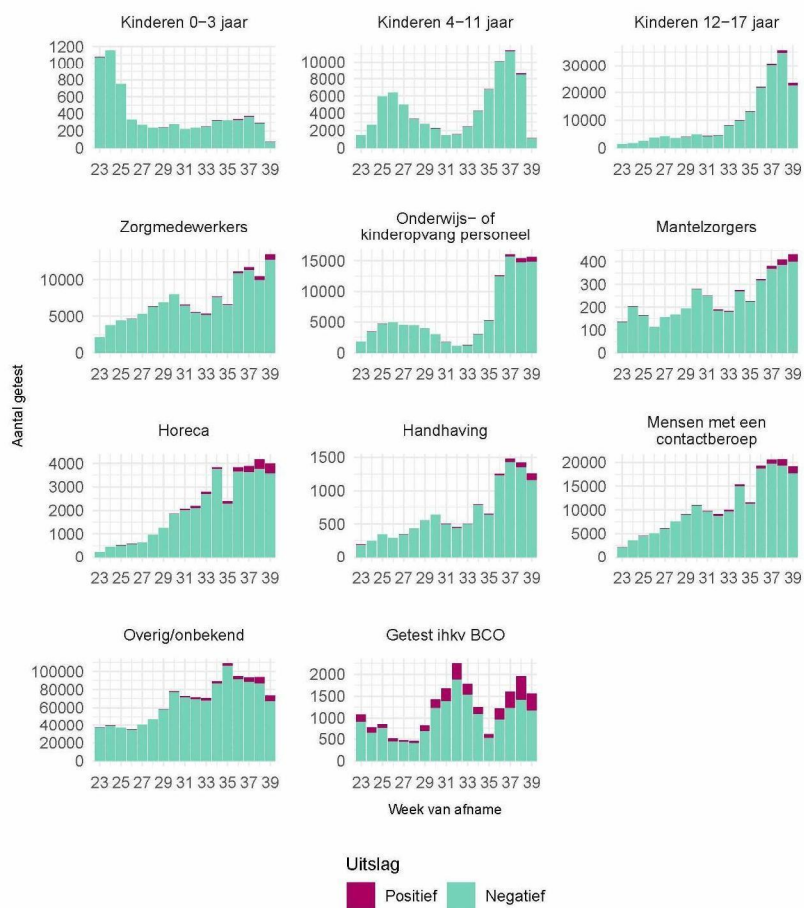 Kinderen 0−3 jaar
1200
1000
800
600
400
200
0
23 25 27 29 31 33 35 37 39
Kinderen 4−11 jaar
10000
8000
6000
4000
2000
0
23 25 27 29 31 33 35 37 39
Kinderen 12−17 jaar
30000
20000
10000
0
23 25 27 29 31 33 35 37 39
Zorgmedewerkers
10000
5000
0
23 25 27 29 31 33 35 37 39
Onderwijs− of
kinderopvang personeel
15000
10000
5000
0
23 25 27 29 31 33 35 37 39
Mantelzorgers
400
300
200
100
0
23 25 27 29 31 33 35 37 39
Aantal getest
Horeca
4000
3000
2000
1000
0
23 25 27 29 31 33 35 37 39
Handhaving
1500
1000
500
0
23 25 27 29 31 33 35 37 39
Mensen met een
contactberoep
20000
15000
10000
5000
0
23 25 27 29 31 33 35 37 39
Overig/onbekend
100000
80000
60000
40000
20000
0
23 25 27 29 31 33 35 37 39
Getest ihkv BCO
2000
1500
1000
500
0
23 25 27 29 31 33 35 37 39
Week van afname
Uitslag
Positief Negatief